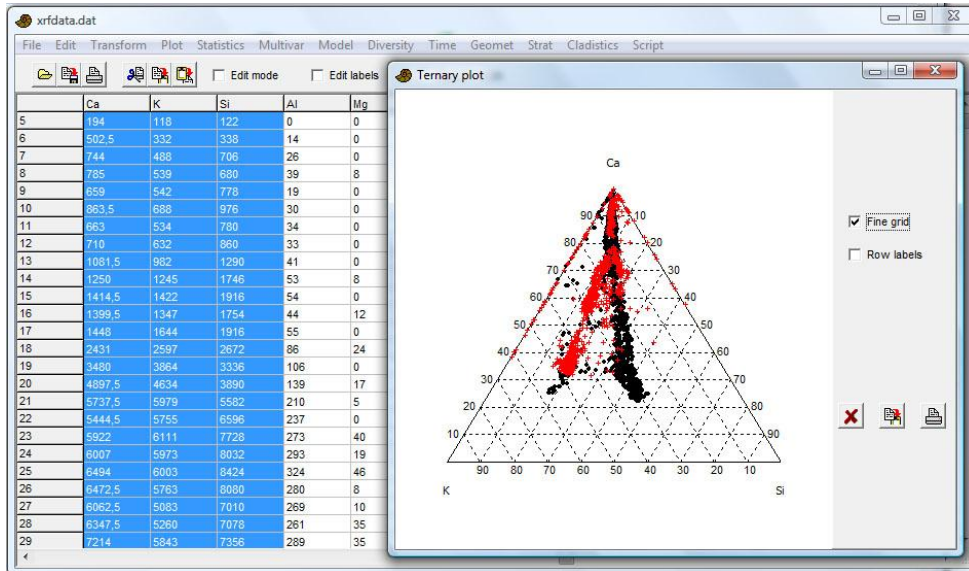 xrfdata.dat
File Edit Transform Plot Statistics Multivar Model Diversity Time Geomet Strat Cladistics Script
Edit mode Edit labels
Ca K Si Al Mg
5 194 118 122 0 0
6 502,5 332 338 14 0
7 744 488 706 26 0
8 785 539 680 39 8
9 659 542 778 19 0
10 863,5 688 976 30 0
11 663 534 780 34 0
12 710 632 860 33 0
13 1081,5 982 1290 41 0
14 1250 1245 1746 53 8
15 1414,5 1422 1916 54 0
16 1399,5 1347 1754 44 12
17 1448 1644 1916 55 0
18 2431 2597 2672 86 24
19 3480 3864 3336 106 0
20 4897,5 4634 3890 139 17
21 5737,5 5979 5582 210 5
22 5444,5 5755 6596 237 0
23 5922 6111 7728 273 40
24 6007 5973 8032 293 19
25 6494 6003 8424 324 46
26 6472,5 5763 8080 280 8
27 6062,5 5083 7010 269 10
28 6347,5 5260 7078 261 35
29 7214 5843 7356 289 35
Ternary plot
Ca
90 10
80 20
70 30
60 40
50 50
40 60
30 70
20 80
10 90
90 80 70 60 50 40 30 20 10
K Si
Fine grid
Row labels